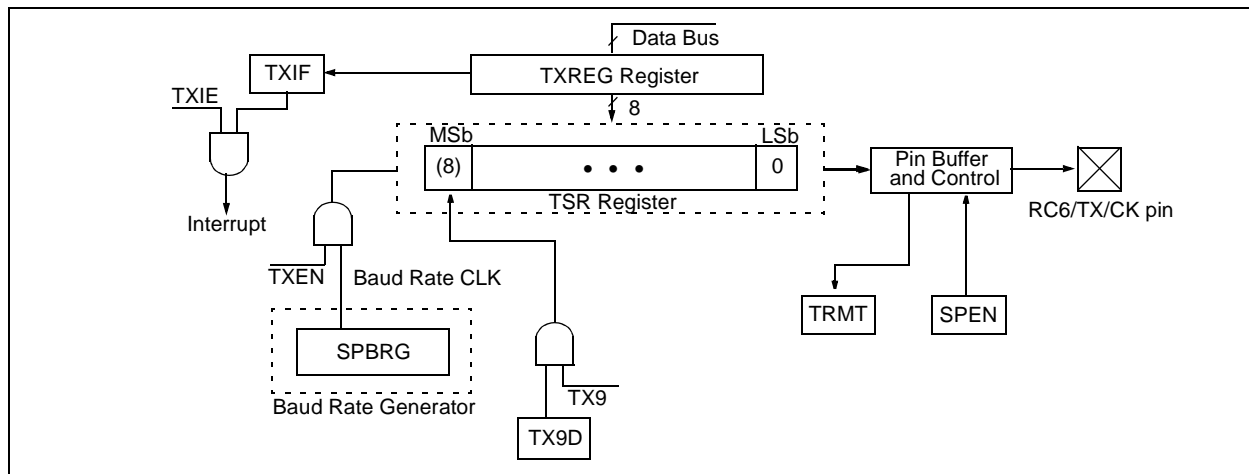 Data Bus
TXIF
TXREG Register
TXIE
8
MSb
LSb
(8)
• • •
0
Pin Buffer
and Control
TSR Register
RC6/TX/CK pin
Interrupt
TXEN
Baud Rate CLK
TRMT
SPEN
SPBRG
TX9
Baud Rate Generator
TX9D